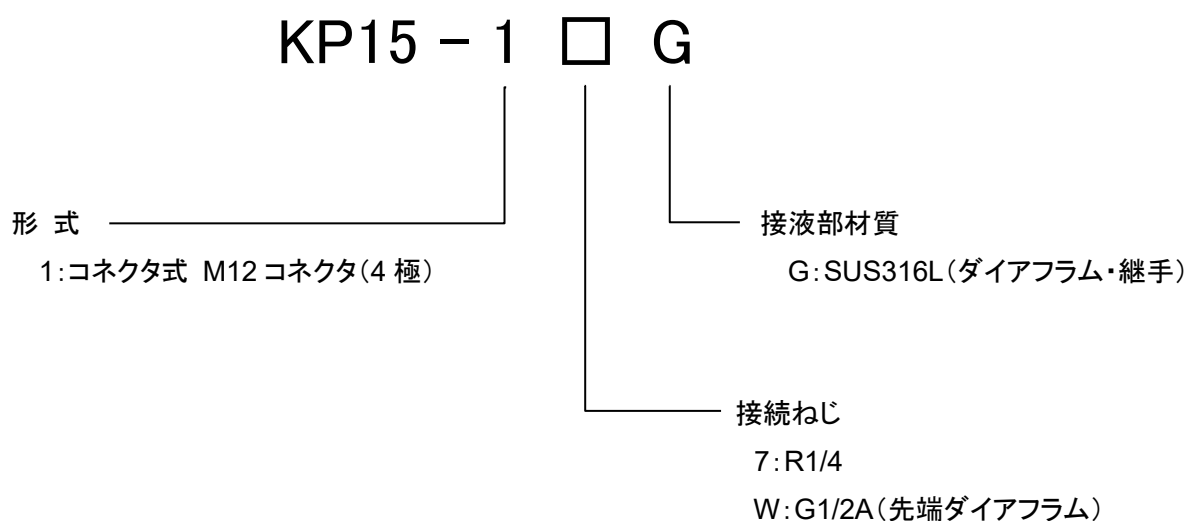 KP15－1 □ G
形 式
1:コネクタ式 M12 コネクタ(4 極)
接液部材質
G:SUS316L(ダイアフラム・継手)
接続ねじ
7:R1/4
W:G1/2A(先端ダイアフラム)